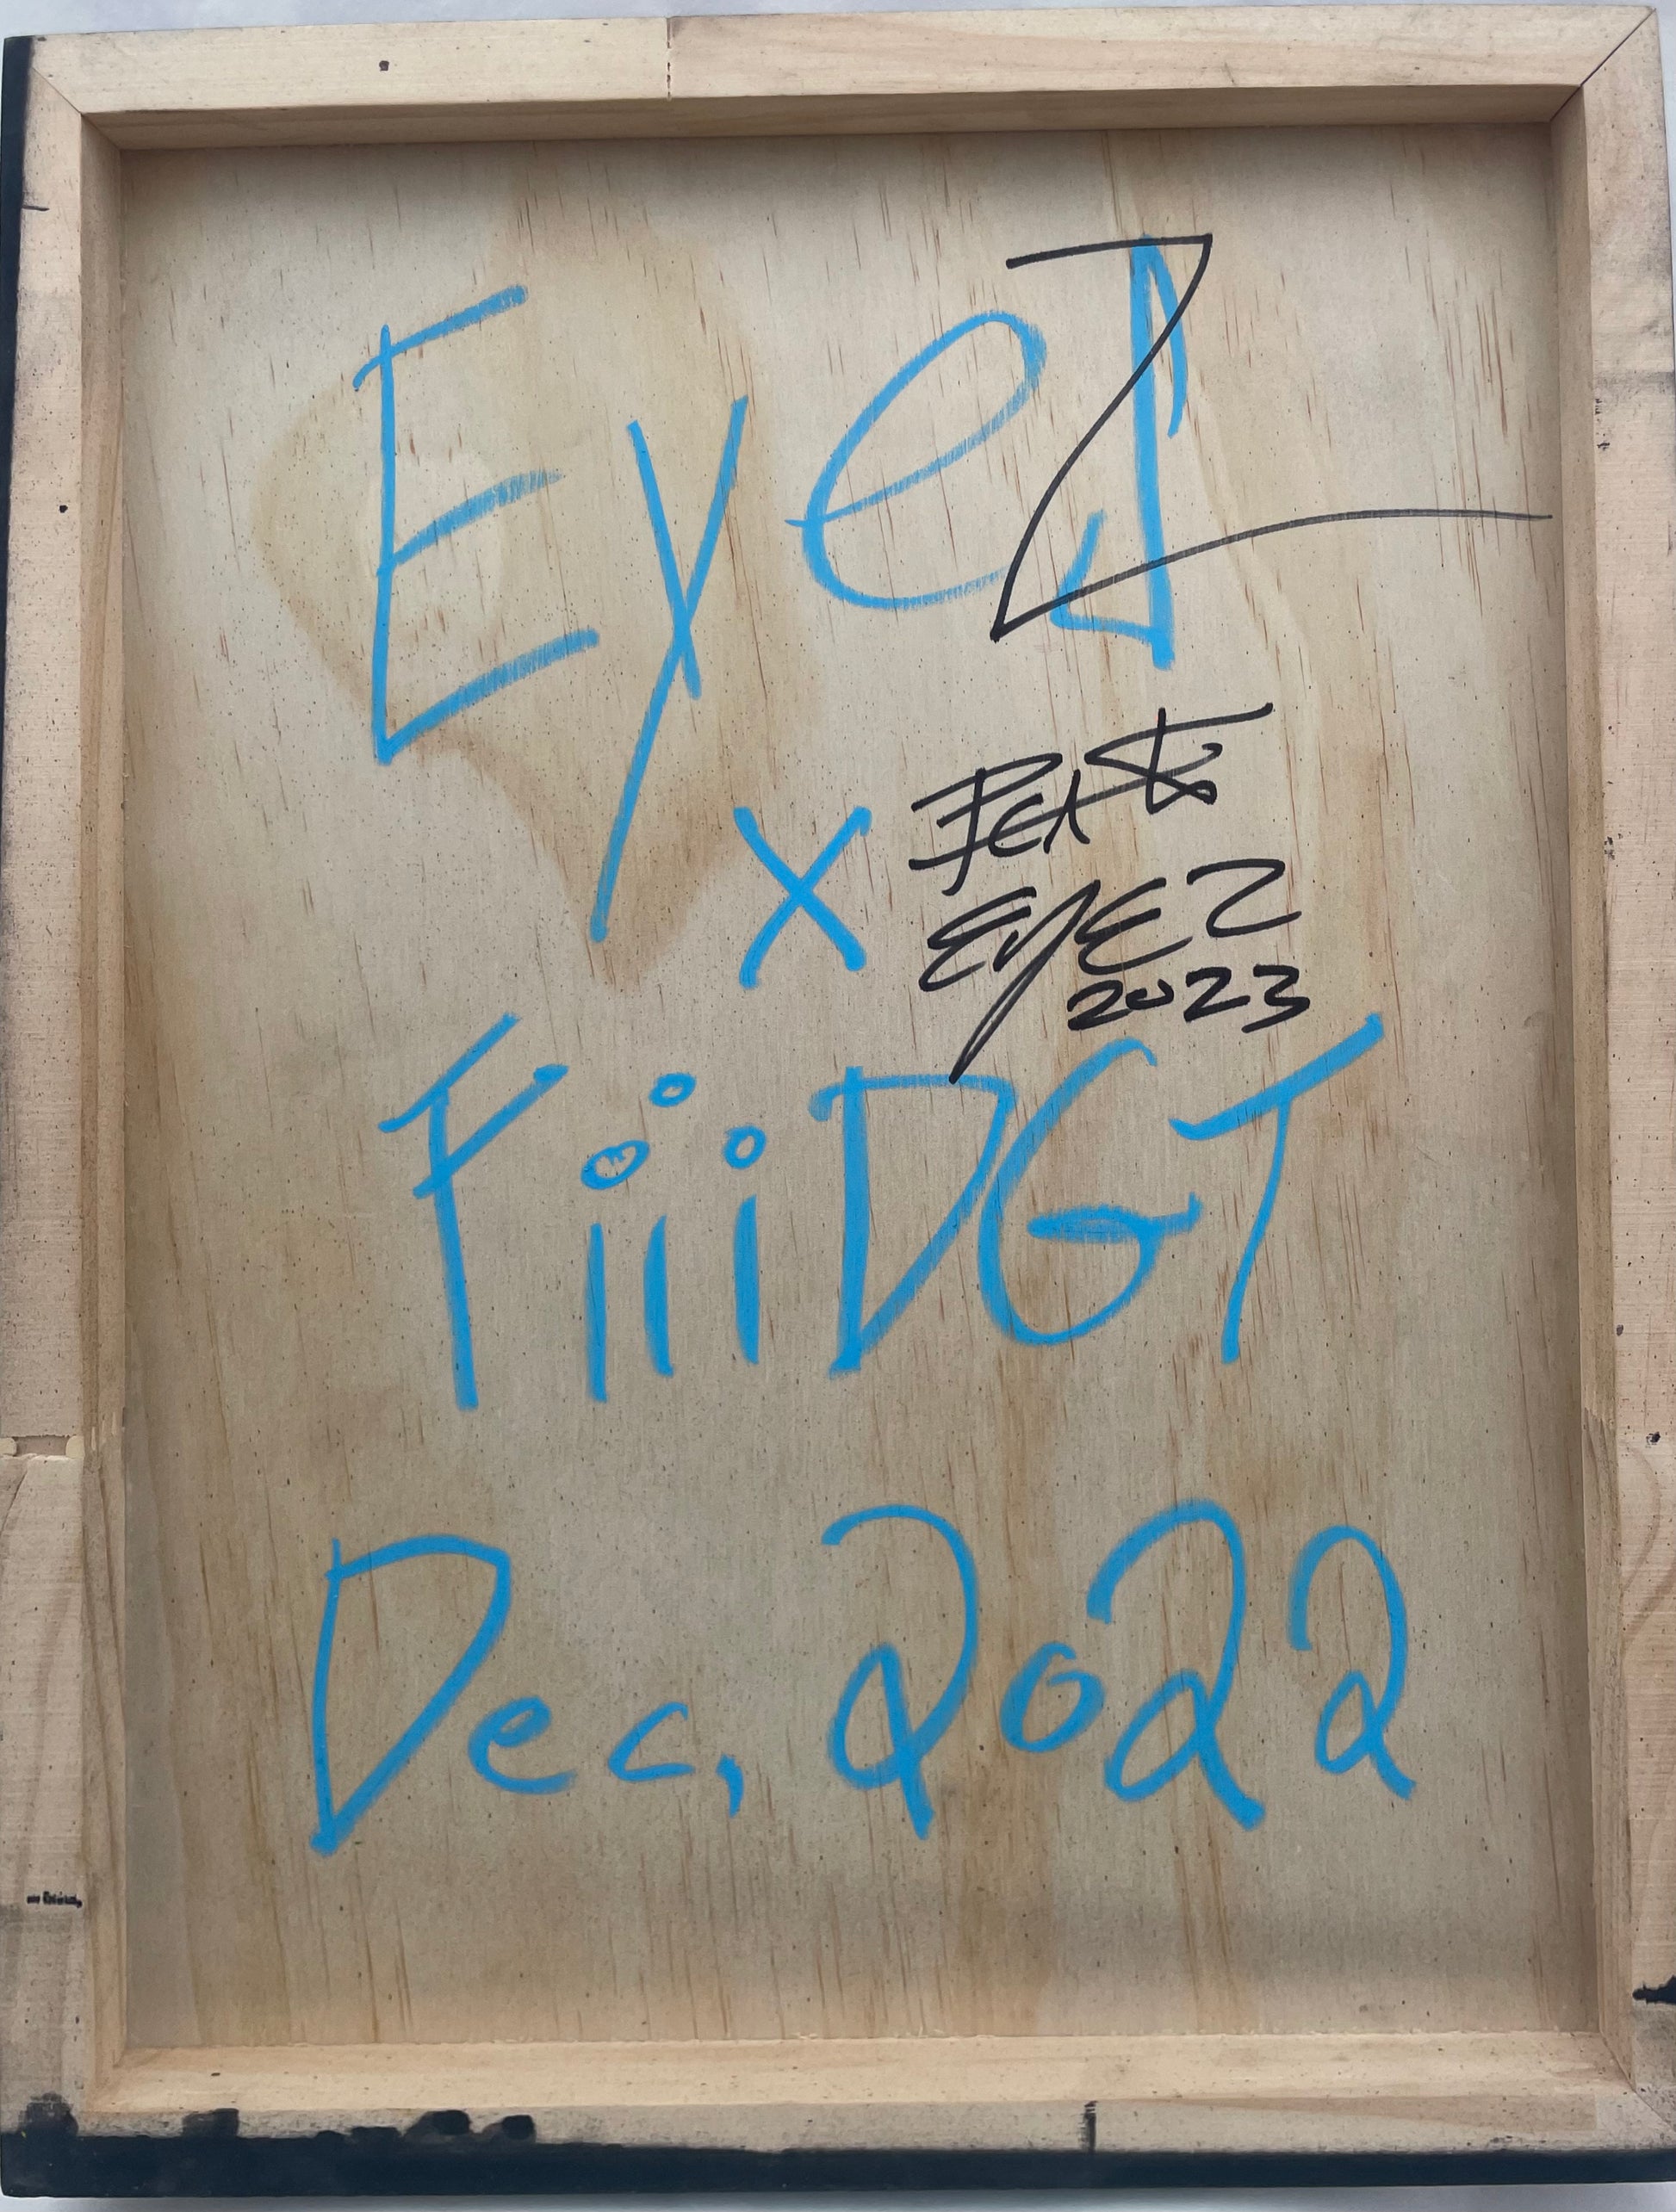 EyeZ
x
EYEZ
2023
FiiiDGT
Dec, 2022